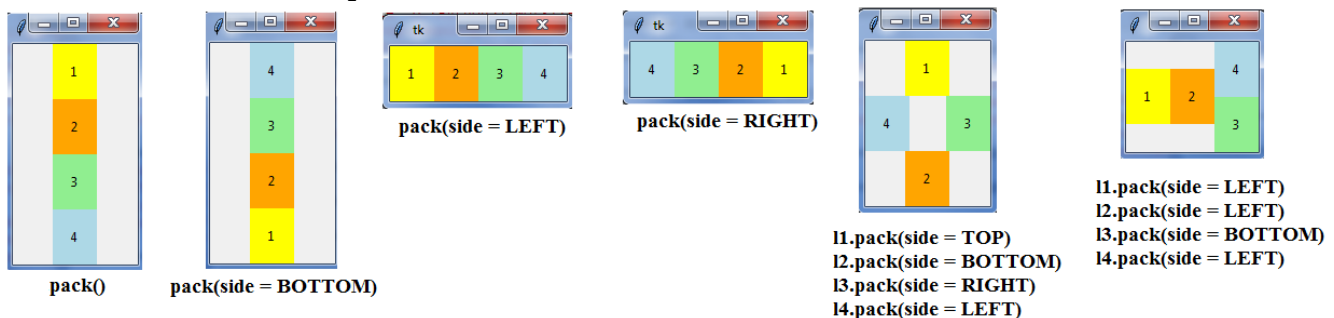 1
2
3
4
pack()
4
3
2
1
pack(side = BOTTOM)
tk
1 2 3 4
pack(side = LEFT)
tk
4 3 2 1
pack(side = RIGHT)
1
4 3
2
l1.pack(side = TOP)
l2.pack(side = BOTTOM)
l3.pack(side = RIGHT)
l4.pack(side = LEFT)
4
1 2
3
l1.pack(side = LEFT)
l2.pack(side = LEFT)
l3.pack(side = BOTTOM)
l4.pack(side = LEFT)